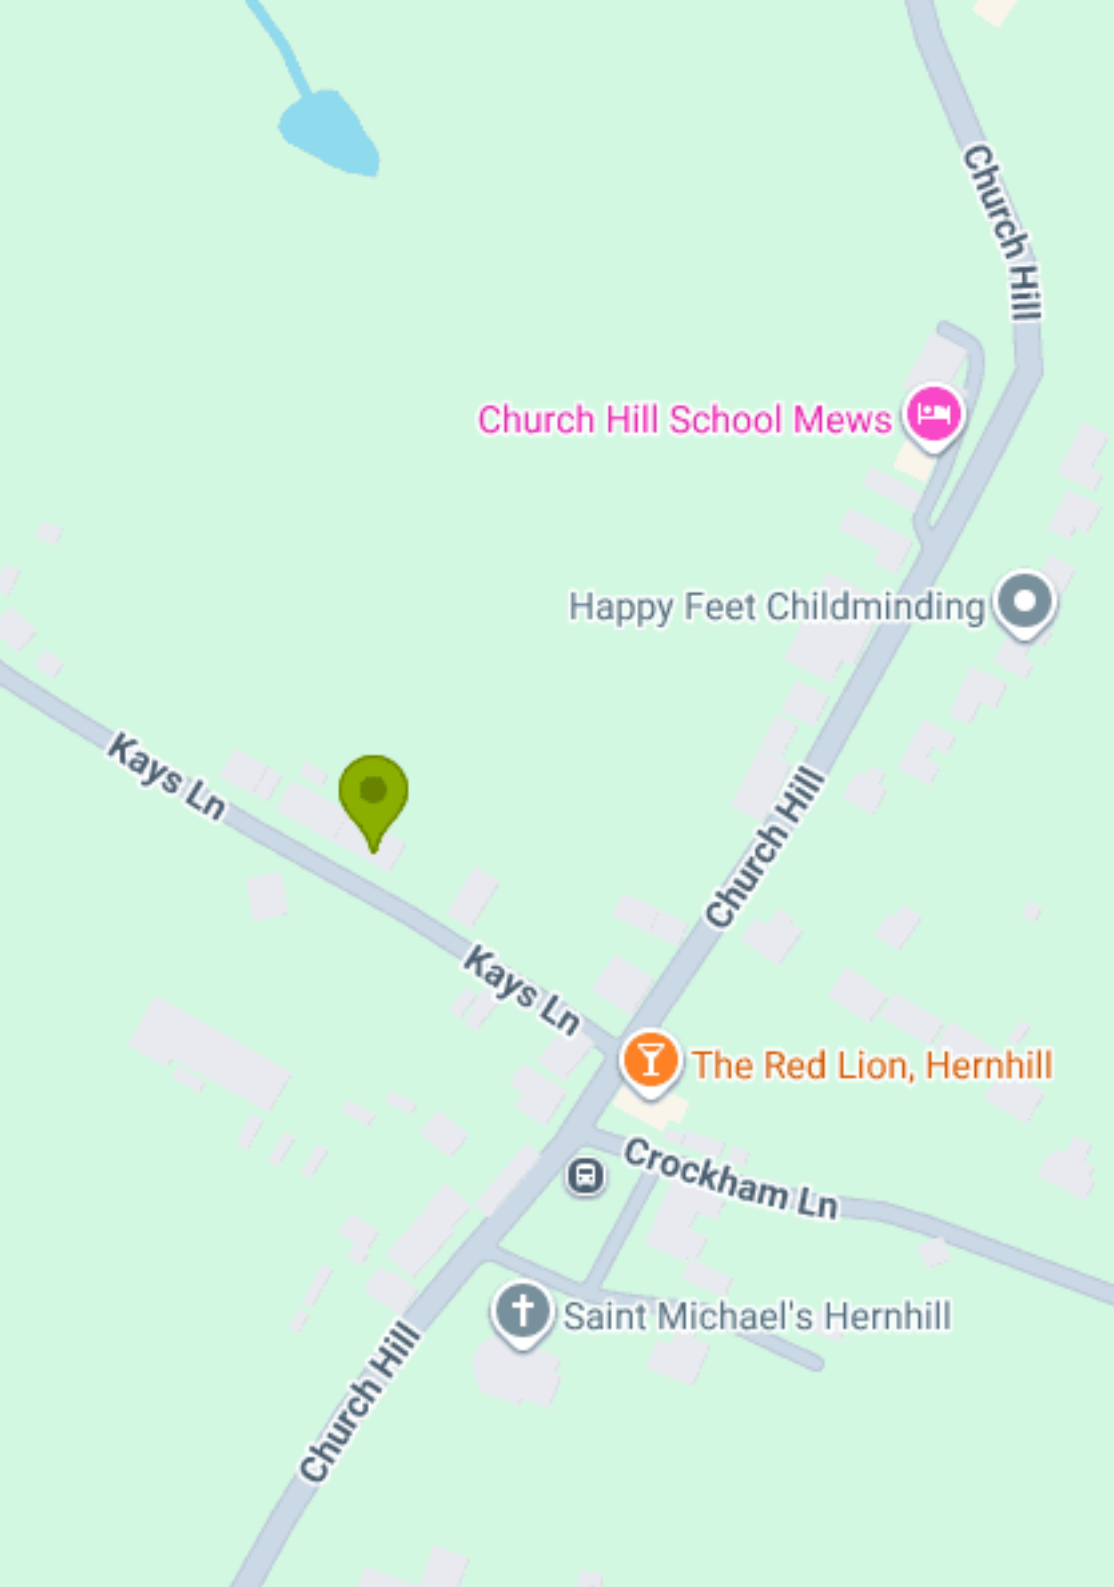 Church Hill
Church Hill School Mews
Happy Feet Childminding
Kays Ln
Church Hill
Kays Ln
The Red Lion, Hernhill
Crockham Ln
Saint Michael's Hernhill
Church Hill